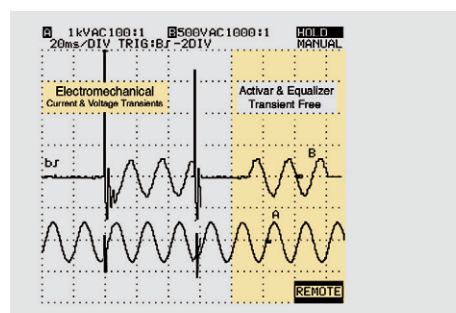 A 1kVAC100:1 B500VAC1000:1 HOLD
20ms/DIV TRIG:B⨍-2DIV MANUAL
Electromechanical
Current & Voltage Transients
Activar & Equalizer
Transient Free
b⨍
B
A
REMOTE